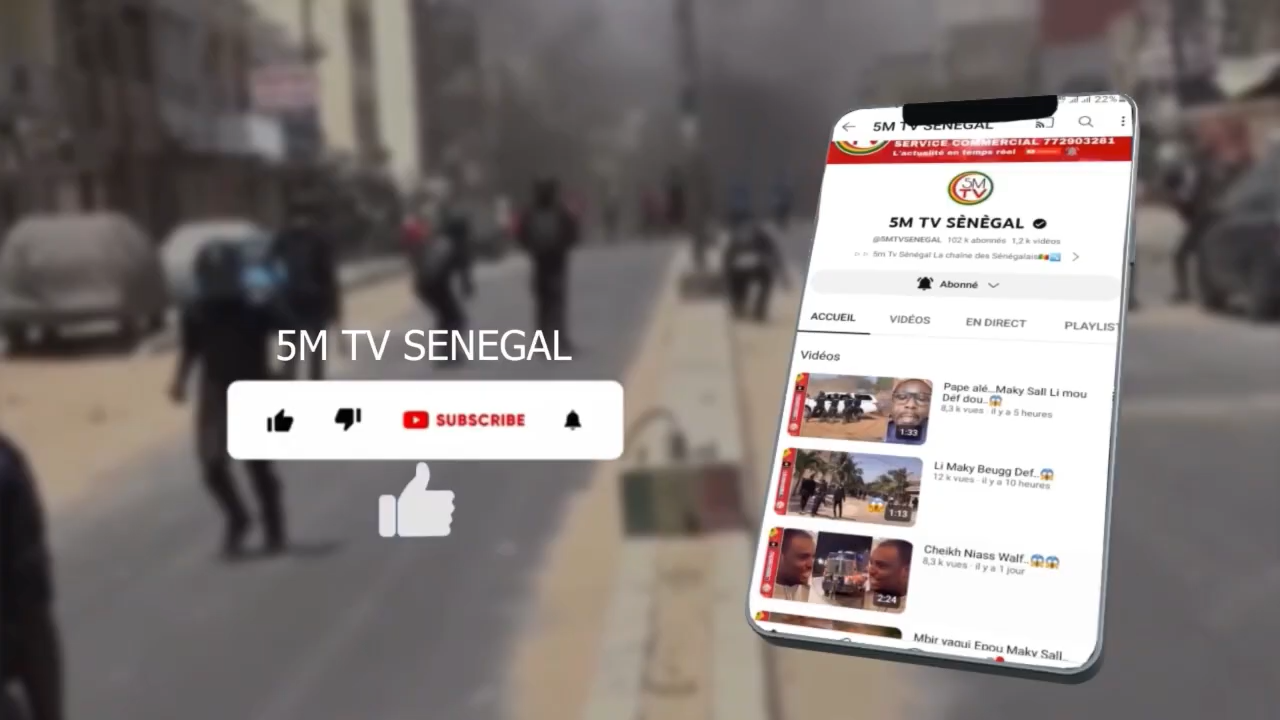 5M TV SENEGAL
SUBSCRIBE
22%
5M TV SENEGAL
SERVICE COMMERCIAL 772903281
L'actualité en temps réel
5M
TV
5M TV SÈNÈGAL
@5MTVSENEGAL 102 k abonnés 1,2 k vidéos
5m Tv Sénégal La chaîne des Sénégalais
Abonné
ACCUEIL VIDÉOS EN DIRECT PLAYLIST
Vidéos
Pape alé...Maky Sall Li mou
Def dou..
8,3 k vues · il y a 5 heures
1:33
Li Maky Beugg Def..
12 k vues · il y a 10 heures
1:13
Cheikh Niass Walf..
8,3 k vues · il y a 1 jour
2:24
Mbir yagui Epou Maky Sall..